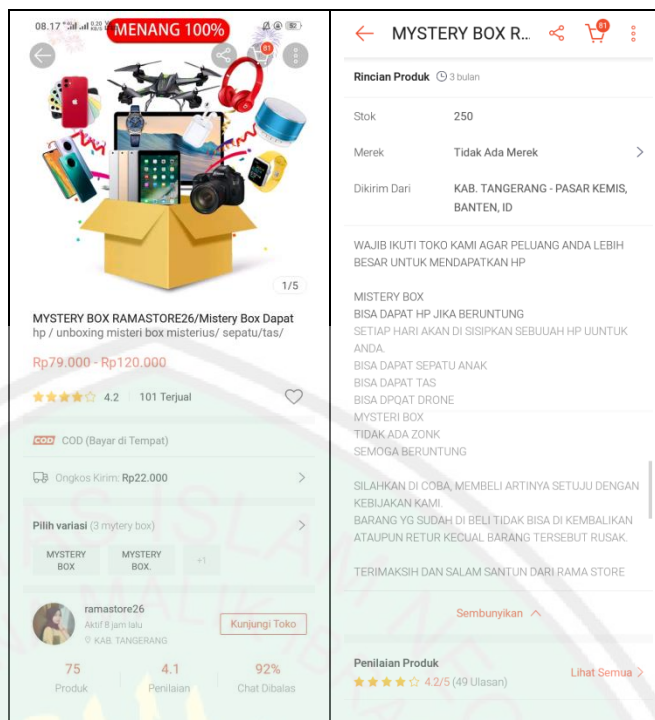 08.17
MENANG 100%
81
1/5
MYSTERY BOX RAMASTORE26/Mistery Box Dapat
hp / unboxing misteri box misterius/ sepatu/tas/
Rp79.000 - Rp120.000
4.2 101 Terjual
COD COD (Bayar di Tempat)
Ongkos Kirim: Rp22.000
Pilih variasi (3 mytery box)
MYSTERY
BOX
MYSTERY
BOX.
+1
ramastore26
Aktif 8 jam lalu
KAB. TANGERANG
Kunjungi Toko
75 4.1 92%
Produk Penilaian Chat Dibalas
MYSTERY BOX R...
81
Rincian Produk 3 bulan
Stok 250
Merek Tidak Ada Merek
Dikirim Dari KAB. TANGERANG - PASAR KEMIS,
BANTEN, ID
WAJIB IKUTI TOKO KAMI AGAR PELUANG ANDA LEBIH
BESAR UNTUK MENDAPATKAN HP
MISTERY BOX
BISA DAPAT HP JIKA BERUNTUNG
SETIAP HARI AKAN DI SISIPKAN SEBUUAH HP UUNTUK
ANDA.
BISA DAPAT SEPATU ANAK
BISA DAPAT TAS
BISA DPQAT DRONE
MYSTERI BOX
TIDAK ADA ZONK
SEMOGA BERUNTUNG
SILAHKAN DI COBA, MEMBELI ARTINYA SETUJU DENGAN
KEBIJAKAN KAMI.
BARANG YG SUDAH DI BELI TIDAK BISA DI KEMBALIKAN
ATAUPUN RETUR KECUAL BARANG TERSEBUT RUSAK.
TERIMAKSIH DAN SALAM SANTUN DARI RAMA STORE
Sembunyikan
Penilaian Produk
4.2/5 (49 Ulasan)
Lihat Semua